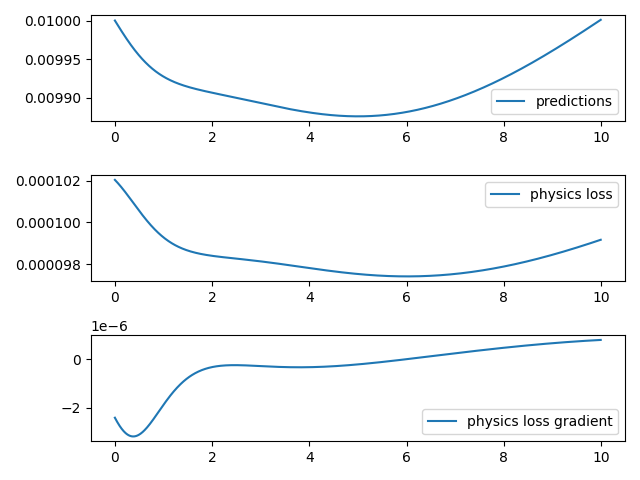 0.01000
0.00995
0.00990
predictions
0 2 4 6 8 10
0.000102
0.000100
0.000098
physics loss
0 2 4 6 8 10
1e−6
0
−2
physics loss gradient
0 2 4 6 8 10